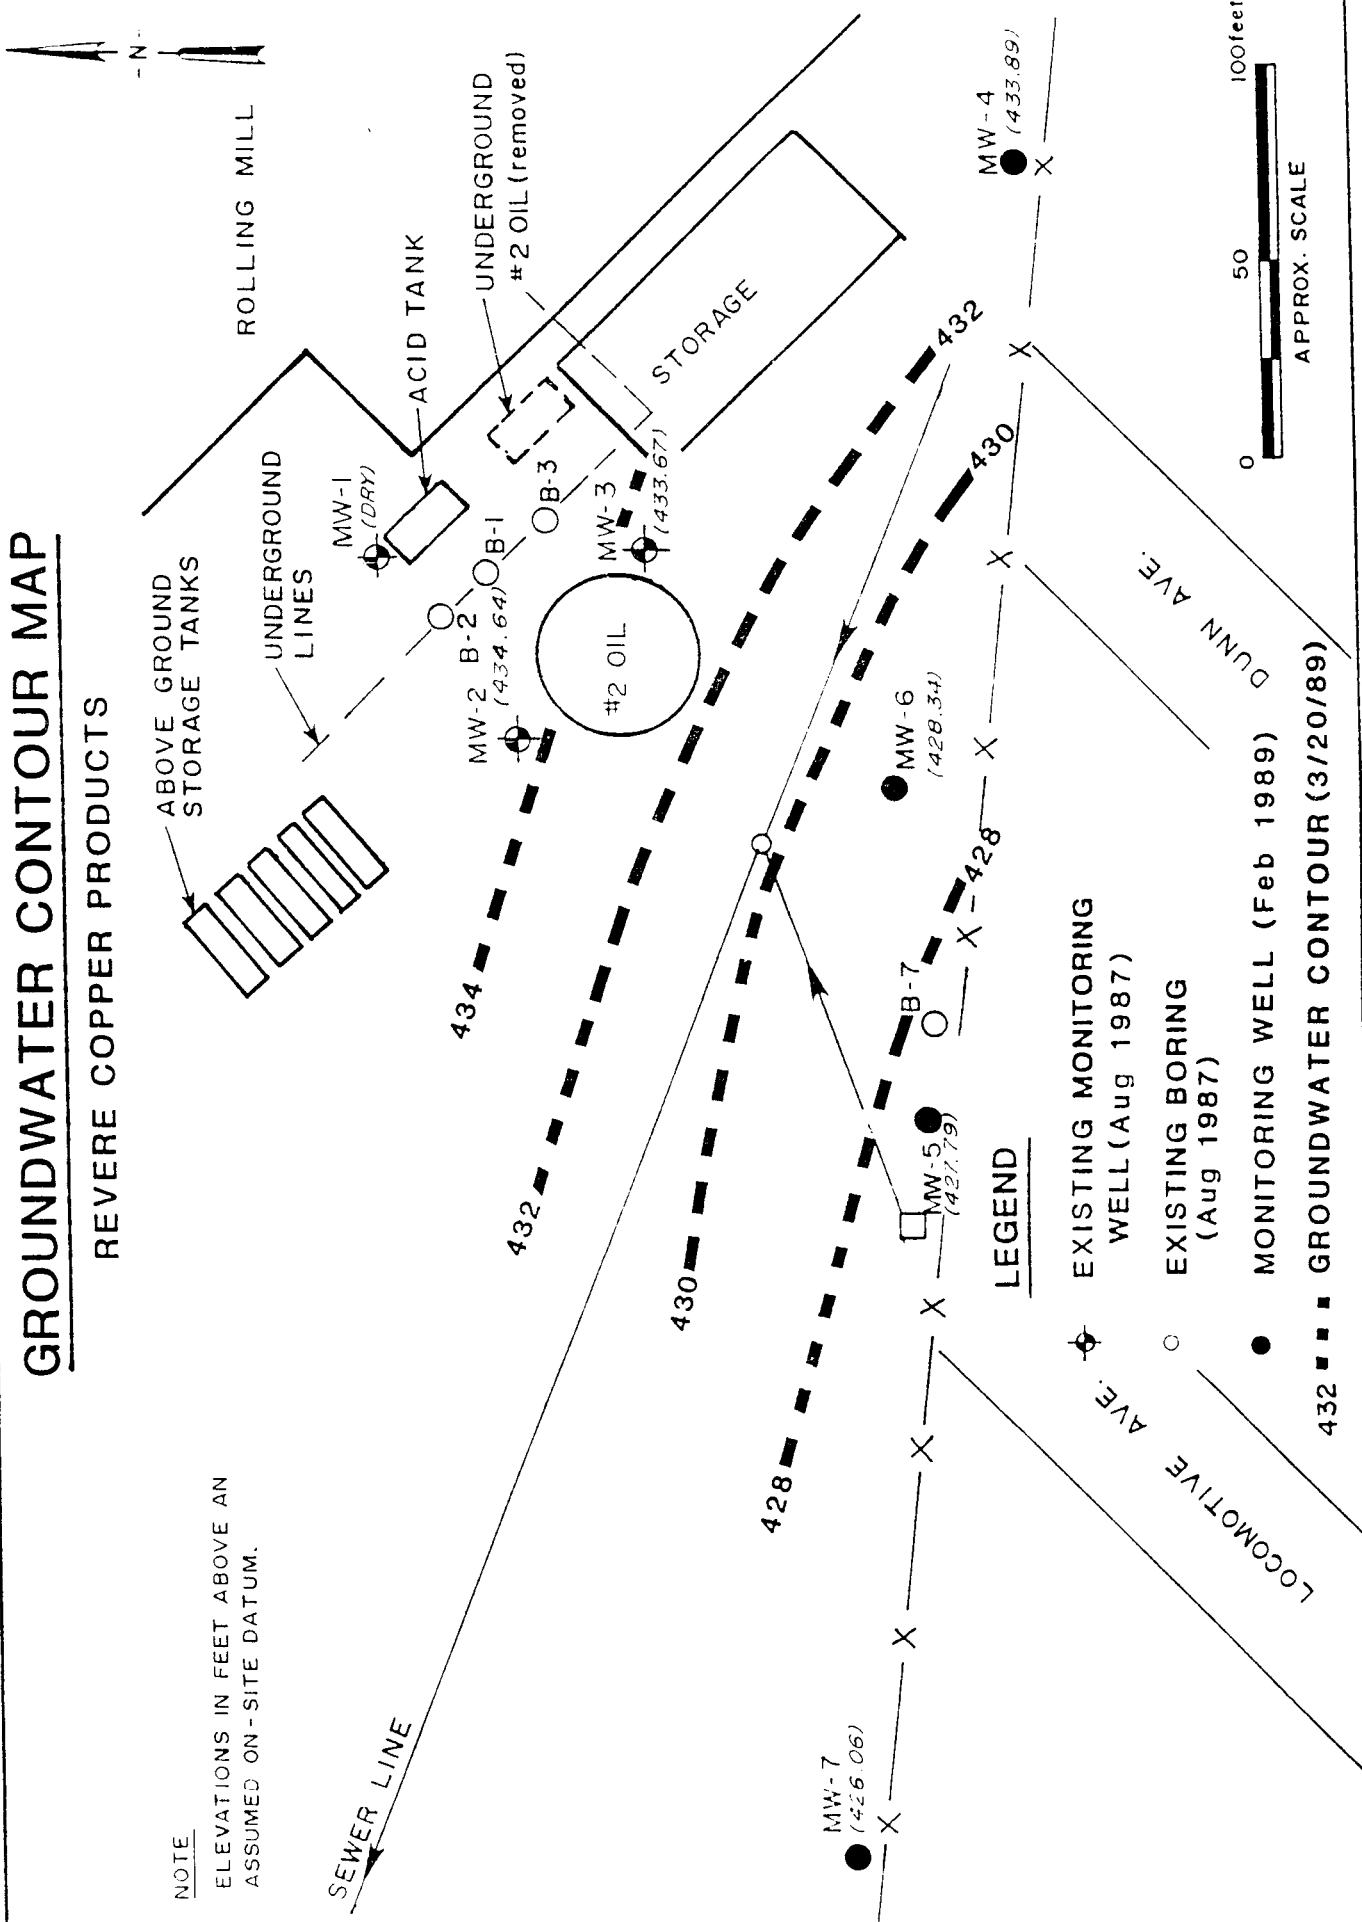 GROUNDWATER CONTOUR MAP
REVERE COPPER PRODUCTS
NOTE
ELEVATIONS IN FEET ABOVE AN
ASSUMED ON-SITE DATUM.
-N-
ROLLING MILL
ABOVE GROUND
STORAGE TANKS
UNDERGROUND
LINES
MW-1
(DRY)
ACID TANK
UNDERGROUND
#2 OIL (removed)
B-1
B-2
B-3
MW-2
(434.64)
MW-3
(433.67)
#2 OIL
STORAGE
434
432
432
430
430
428
428
SEWER LINE
MW-4
(433.89)
MW-6
(428.34)
B-7
MW-5
(427.79)
MW-7
(426.06)
DUNN AVE.
LOCOMOTIVE AVE.
X X X X X X X X X X
LEGEND
EXISTING MONITORING
WELL (Aug 1987)
EXISTING BORING
(Aug 1987)
MONITORING WELL (Feb 1989)
432 GROUNDWATER CONTOUR (3/20/89)
0 50 100feet
APPROX. SCALE